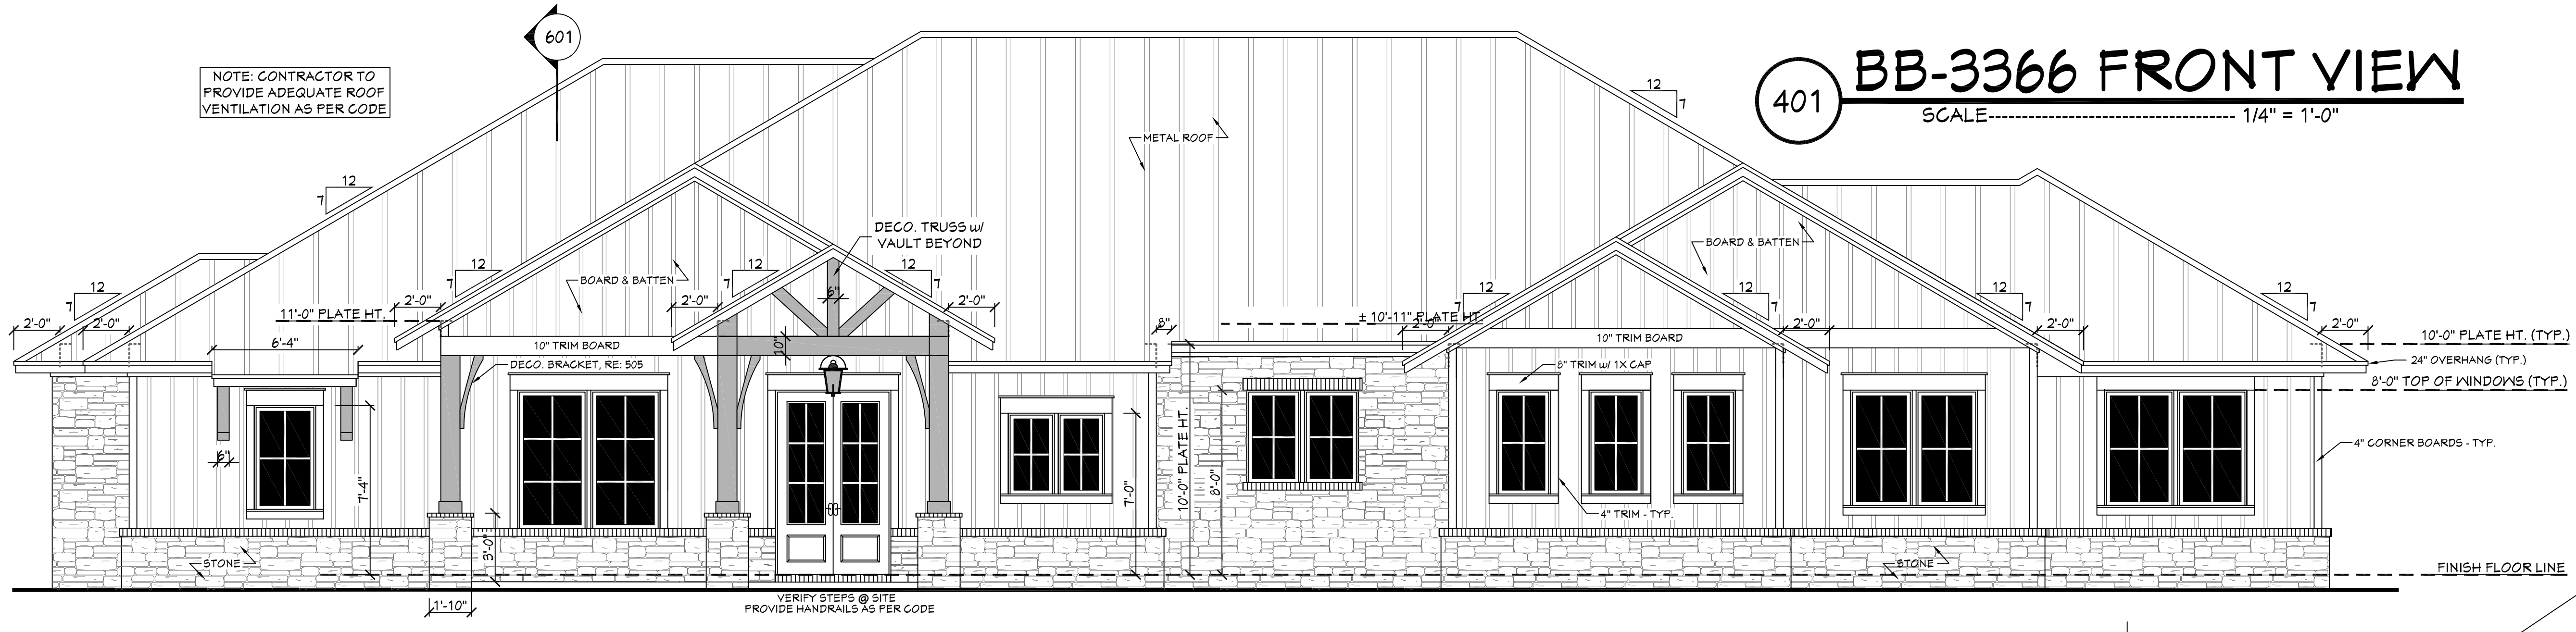 601
NOTE: CONTRACTOR TO
PROVIDE ADEQUATE ROOF
VENTILATION AS PER CODE
401
BB-3366 FRONT VIEW
SCALE---------------------------------- 1/4" = 1'-0"
12
7
METAL ROOF
12
7
DECO. TRUSS w/
VAULT BEYOND
BOARD & BATTEN
12
7
BOARD & BATTEN
12
7
12
7
12
7
6"
12
7
12
7
12
7
12
7
2'-0"
2'-0"
11'-0" PLATE HT.
2'-0"
2'-0"
2'-0"
8"
± 10'-11" PLATE HT.
2'-0"
2'-0"
2'-0"
2'-0"
6'-4"
10" TRIM BOARD
10"
10" TRIM BOARD
10'-0" PLATE HT. (TYP.)
DECO. BRACKET, RE: 505
8" TRIM w/ 1X CAP
24" OVERHANG (TYP.)
8'-0" TOP OF WINDOWS (TYP.)
6"
7'-4"
7'-0"
10'-0" PLATE HT.
8'-0"
4" CORNER BOARDS - TYP.
4" TRIM - TYP.
3'-0"
STONE
STONE
FINISH FLOOR LINE
1'-10"
VERIFY STEPS @ SITE
PROVIDE HANDRAILS AS PER CODE